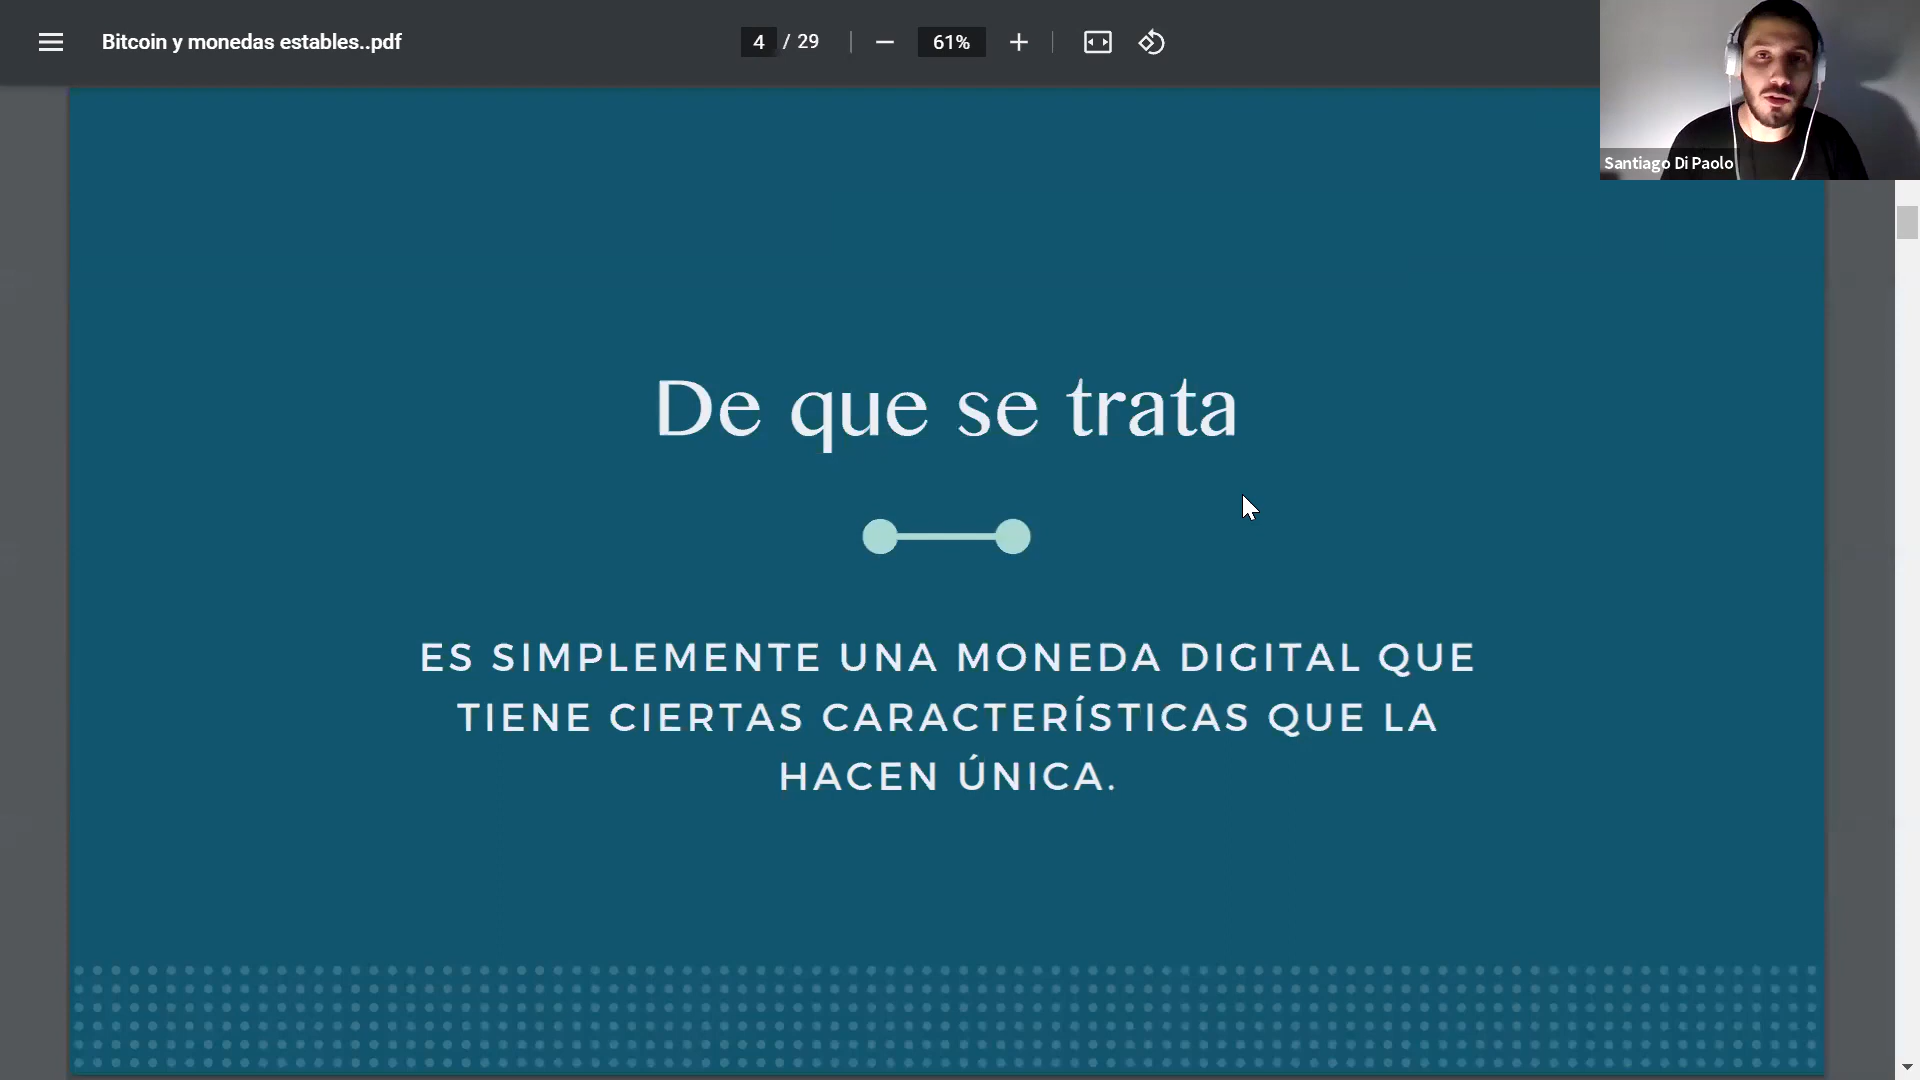 Bitcoin y monedas estables..pdf
4 / 29
61%
Santiago Di Paolo
De que se trata
ES SIMPLEMENTE UNA MONEDA DIGITAL QUE
TIENE CIERTAS CARACTERÍSTICAS QUE LA
HACEN ÚNICA.